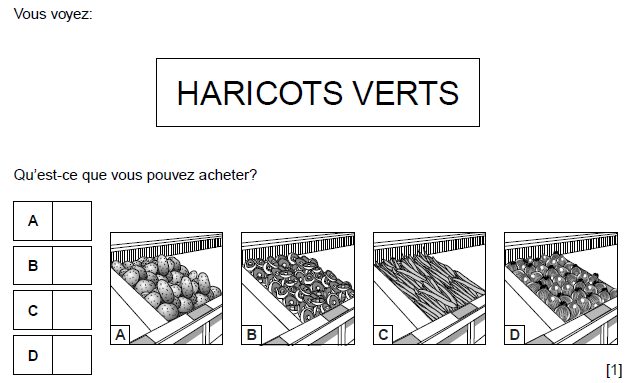 Vous voyez:
HARICOTS VERTS
Qu'est-ce que vous pouvez acheter?
A
B
C
D
A B C D
[1]